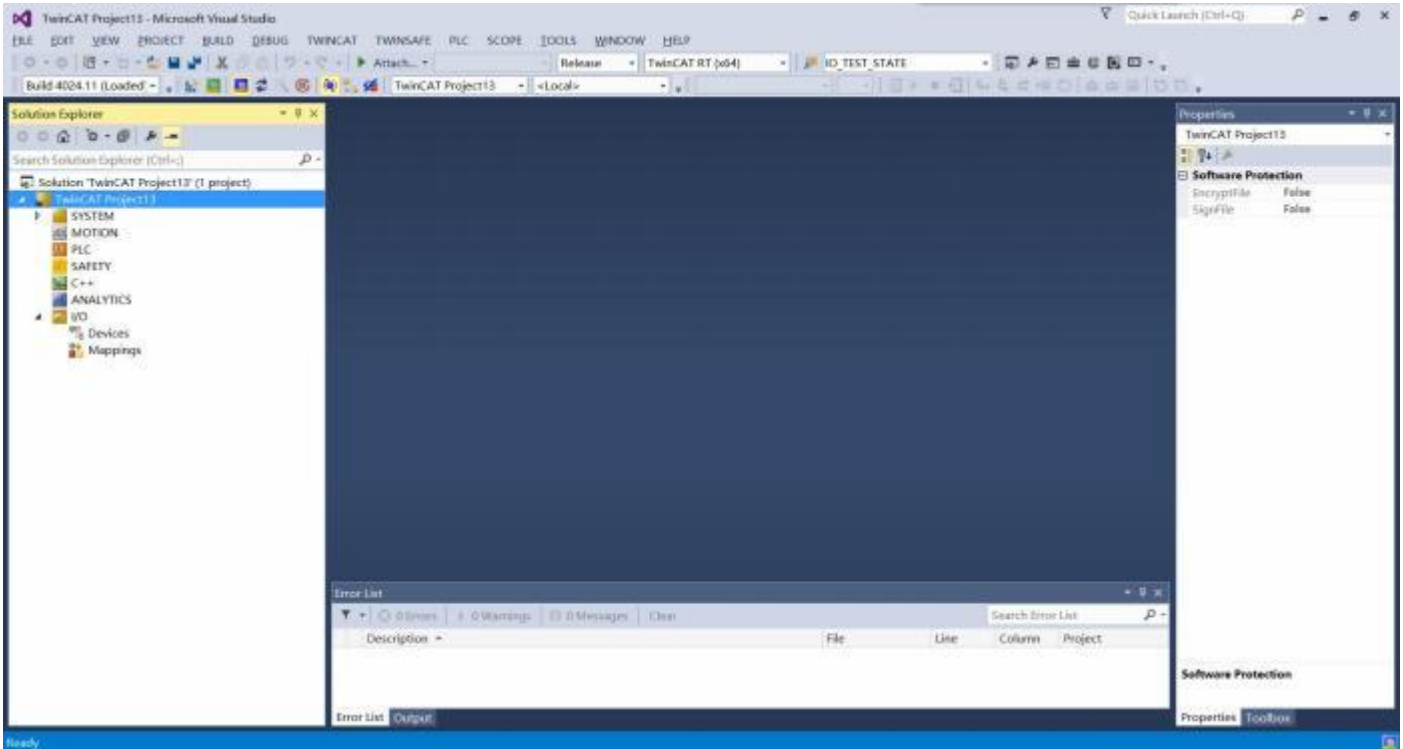 TwinCAT Project13 - Microsoft Visual Studio
Quick Launch (Ctrl+Q)
FILE EDIT VIEW PROJECT BUILD DEBUG TWINCAT TWINSAFE PLC SCOPE TOOLS WINDOW HELP
Attach... Release TwinCAT RT (x64) IO_TEST_STATE
Build 4024.11 (Loaded TwinCAT Project13 <Local>
Solution Explorer
Search Solution Explorer (Ctrl+;)
Solution 'TwinCAT Project13' (1 project)
TwinCAT Project13
SYSTEM
MOTION
PLC
SAFETY
C++
ANALYTICS
I/O
Devices
Mappings
Error List
0 Errors 0 Warnings 0 Messages Clear Search Error List
Description File Line Column Project
Error List Output
Properties
TwinCAT Project13
Software Protection
EncryptFile False
SignFile False
Software Protection
Properties Toolbox
Ready